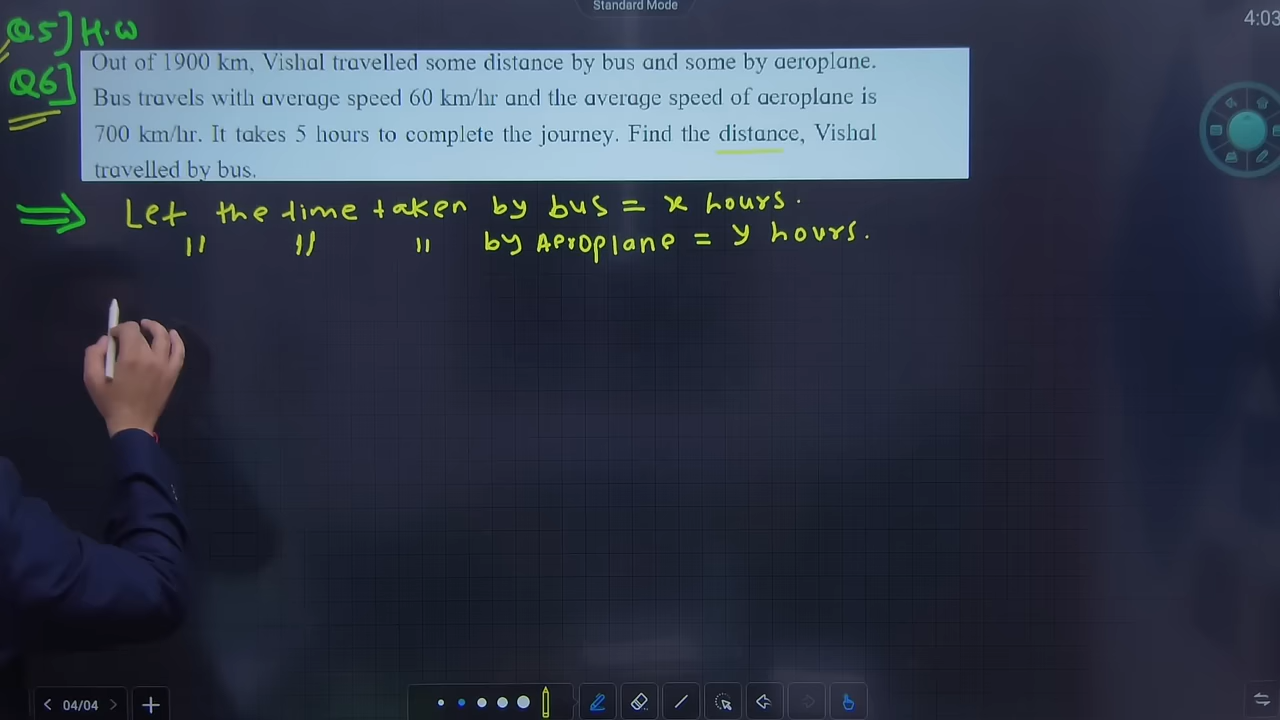 Standard Mode
4:03
Q5] H.W
Q6]
Out of 1900 km, Vishal travelled some distance by bus and some by aeroplane.
Bus travels with average speed 60 km/hr and the average speed of aeroplane is
700 km/hr. It takes 5 hours to complete the journey. Find the distance, Vishal
travelled by bus.
⇒ Let the time taken by bus = x hours.
" " " by Aeroplane = y hours.
04/04